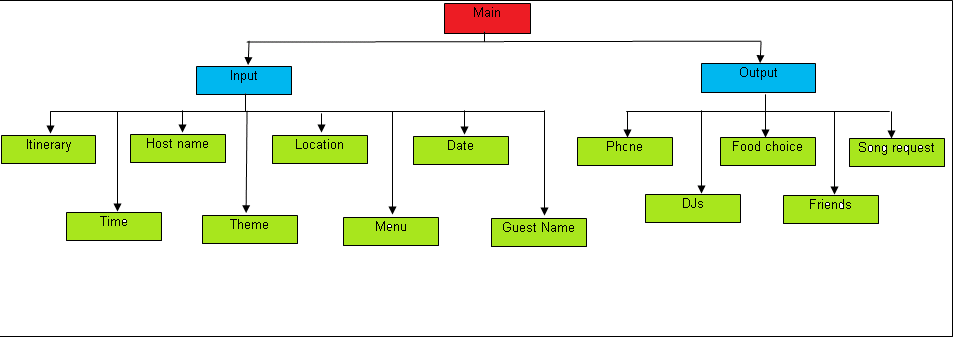 Main
Input
Output
Itinerary
Host name
Location
Date
Phone
Food choice
Song request
Time
Theme
Menu
Guest Name
DJs
Friends